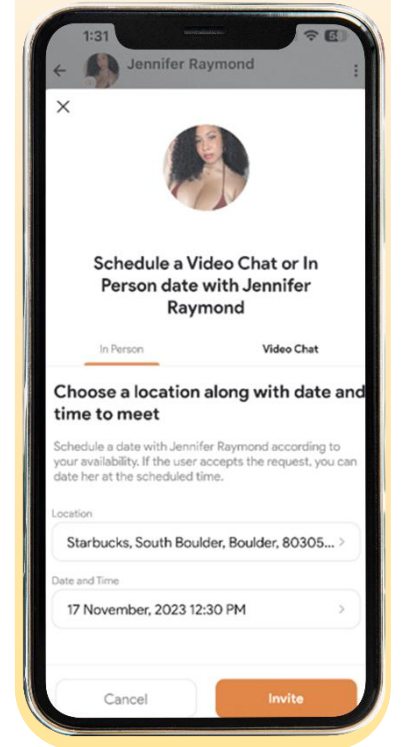 1:31
Jennifer Raymond
Schedule a Video Chat or In
Person date with Jennifer
Raymond
In Person Video Chat
Choose a location along with date and
time to meet
Schedule a date with Jennifer Raymond according to
your availability. If the user accepts the request, you can
date her at the scheduled time.
Location
Starbucks, South Boulder, Boulder, 80305...
Date and Time
17 November, 2023 12:30 PM
Cancel Invite